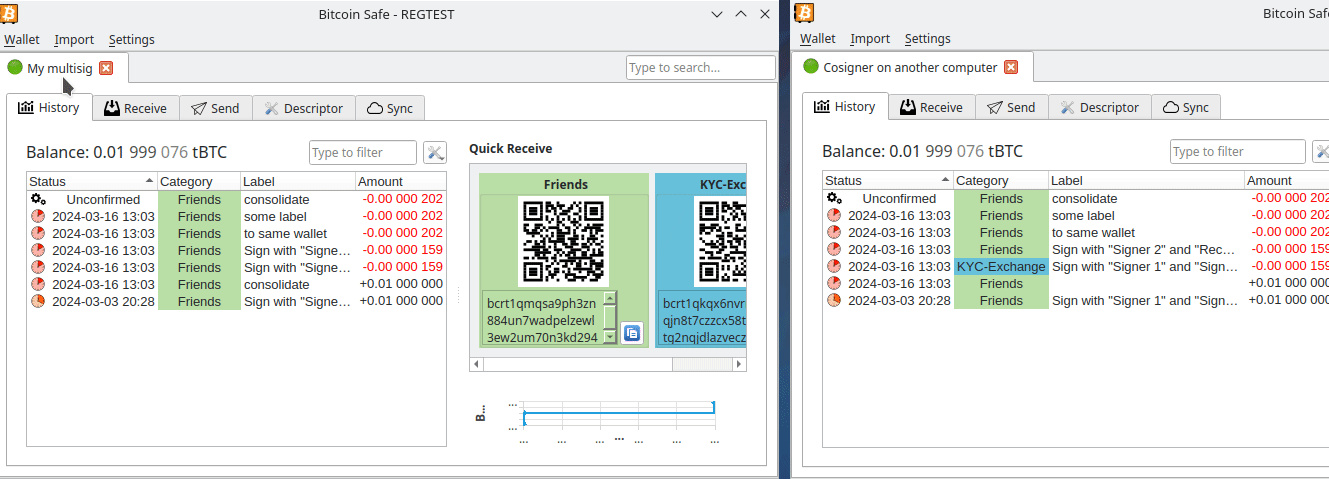 Bitcoin Safe - REGTEST
Wallet Import Settings
My multisig
Type to search...
History Receive Send Descriptor Sync
Balance: 0.01 999 076 tBTC
Type to filter
Status Category Label Amount
Unconfirmed Friends consolidate -0.00 000 202
2024-03-16 13:03 Friends some label -0.00 000 202
2024-03-16 13:03 Friends to same wallet -0.00 000 202
2024-03-16 13:03 Friends Sign with "Signe... -0.00 000 159
2024-03-16 13:03 Friends Sign with "Signe... -0.00 000 159
2024-03-16 13:03 Friends consolidate +0.01 000 000
2024-03-03 20:28 Friends Sign with "Signe... +0.01 000 000
Quick Receive
Friends
bcrt1qmqsa9ph3zn
884un7wadpelzewl
3ew2um70n3kd294
KYC-Exc
bcrt1qkqx6nvr
qjn8t7czzcx58t
tg2nqjdlazvecz
B...
...
...
... ... ... ... ... ... ...
Bitcoin Safe
Wallet Import Settings
Cosigner on another computer
History Receive Send Descriptor Sync
Balance: 0.01 999 076 tBTC
Type to filter
Status Category Label Amount
Unconfirmed Friends consolidate -0.00 000 202
2024-03-16 13:03 Friends some label -0.00 000 202
2024-03-16 13:03 Friends to same wallet -0.00 000 202
2024-03-16 13:03 Friends Sign with "Signer 2" and "Rec... -0.00 000 159
2024-03-16 13:03 KYC-Exchange Sign with "Signer 1" and "Sign... -0.00 000 159
2024-03-16 13:03 Friends +0.01 000 000
2024-03-03 20:28 Friends Sign with "Signer 1" and "Sign... +0.01 000 000